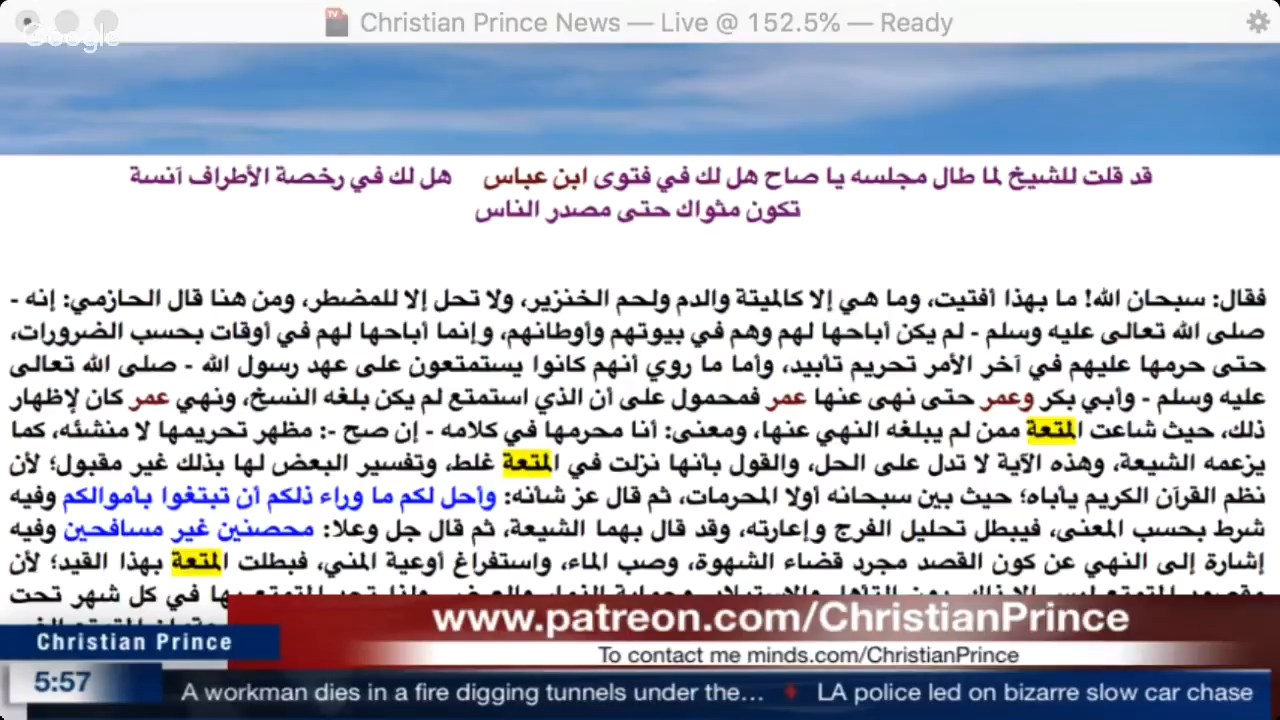 Christian Prince News — Live @ 152.5% — Ready
Google
قد قلت للشيخ لما طال مجلسه يا صاح هل لك في فتوى ابن عباس هل لك في رخصة الأطراف آنسة
تكون مثواك حتى مصدر الناس
فقال: سبحان الله! ما بهذا أفتيت، وما هي إلا كالميتة والدم ولحم الخنزير، ولا تحل إلا للمضطر، ومن هنا قال الحازمي: إنه -
صلى الله تعالى عليه وسلم - لم يكن أباحها لهم وهم في بيوتهم وأوطانهم، وإنما أباحها لهم في أوقات بحسب الضرورات،
حتى حرمها عليهم في آخر الأمر تحريم تأبيد، وأما ما روي أنهم كانوا يستمتعون على عهد رسول الله - صلى الله تعالى
عليه وسلم - وأبي بكر وعمر حتى نهى عنها عمر فمحمول على أن الذي استمتع لم يكن بلغه النسخ، ونهي عمر كان لإظهار
ذلك، حيث شاعت المتعة ممن لم يبلغه النهي عنها، ومعنى: أنا محرمها في كلامه - إن صح -: مظهر تحريمها لا منشئه، كما
يزعمه الشيعة، وهذه الآية لا تدل على الحل، والقول بأنها نزلت في المتعة غلط، وتفسير البعض لها بذلك غير مقبول؛ لأن
نظم القرآن الكريم يأباه؛ حيث بين سبحانه أولا المحرمات، ثم قال عز شأنه: وأحل لكم ما وراء ذلكم أن تبتغوا بأموالكم وفيه
شرط بحسب المعنى، فيبطل تحليل الفرج وإعارته، وقد قال بهما الشيعة، ثم قال جل وعلا: محصنين غير مسافحين وفيه
إشارة إلى النهي عن كون القصد مجرد قضاء الشهوة، وصب الماء، واستفراغ أوعية المني، فبطلت المتعة بهذا القيد؛ لأن
في كل شهر تحت
www.patreon.com/ChristianPrince
Christian Prince
To contact me minds.com/ChristianPrince
5:57
A workman dies in a fire digging tunnels under the... ♦ LA police led on bizarre slow car chase